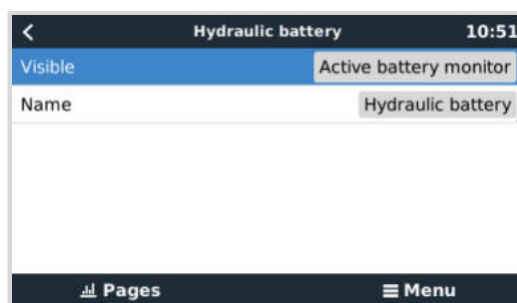 Hydraulic battery 10:51
Visible Active battery monitor
Name Hydraulic battery
Pages Menu